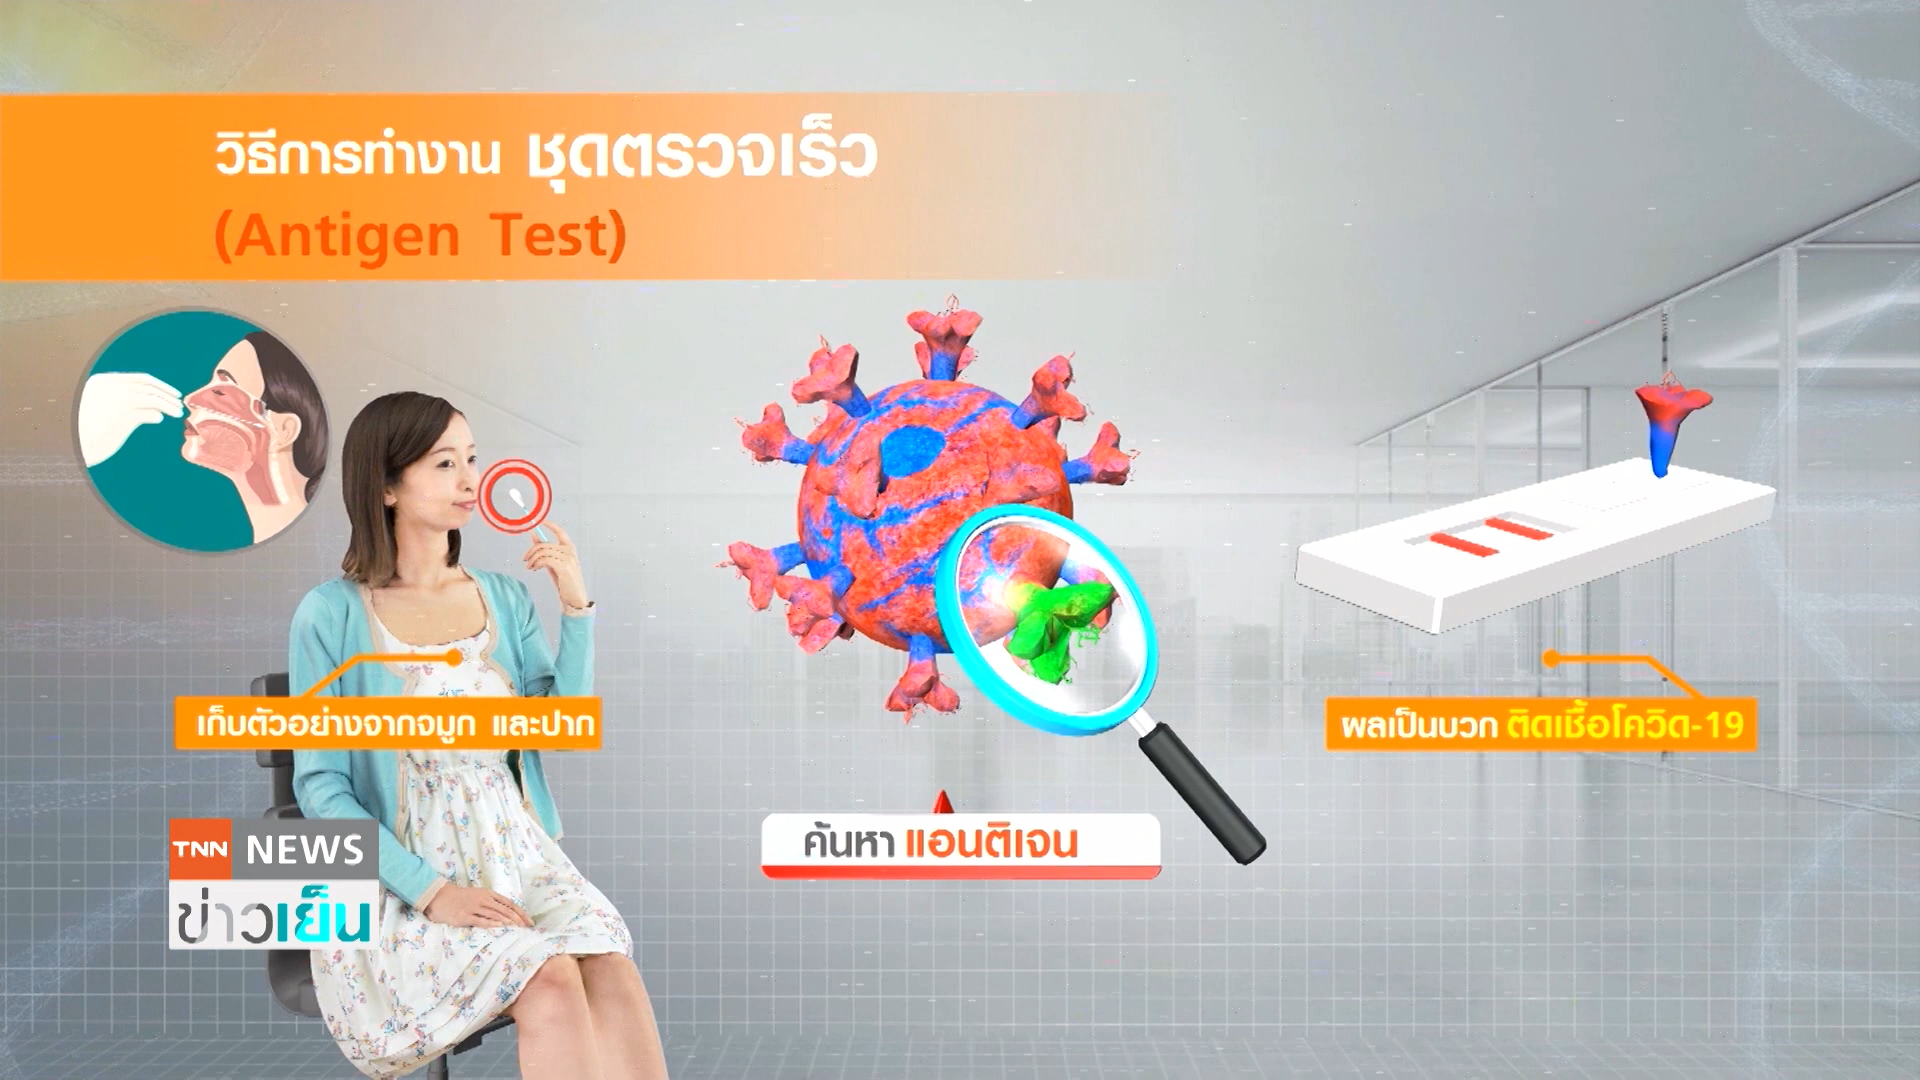 วิธีการทำงาน ชุดตรวจเร็ว
(Antigen Test)
เก็บตัวอย่างจากจมูก และปาก
ค้นหา แอนติเจน
ผลเป็นบวก ติดเชื้อโควิด-19
TNN NEWS
ข่าวเย็น